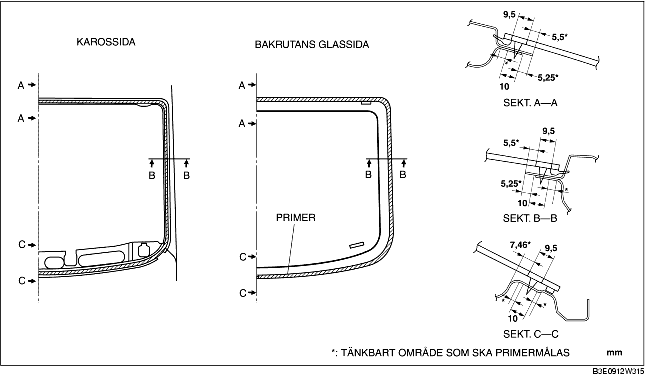 KAROSSIDA
BAKRUTANS GLASSIDA
A
A
B
B
C
C
A
A
B
B
C
C
PRIMER
9,5
5,5*
*
5,25*
10
SEKT. A—A
9,5
5,5*
5,25*
*
10
SEKT. B—B
7,46*
9,5
*
*
10
SEKT. C—C
*: TÄNKBART OMRÅDE SOM SKA PRIMERMÅLAS
mm
B3E0912W315